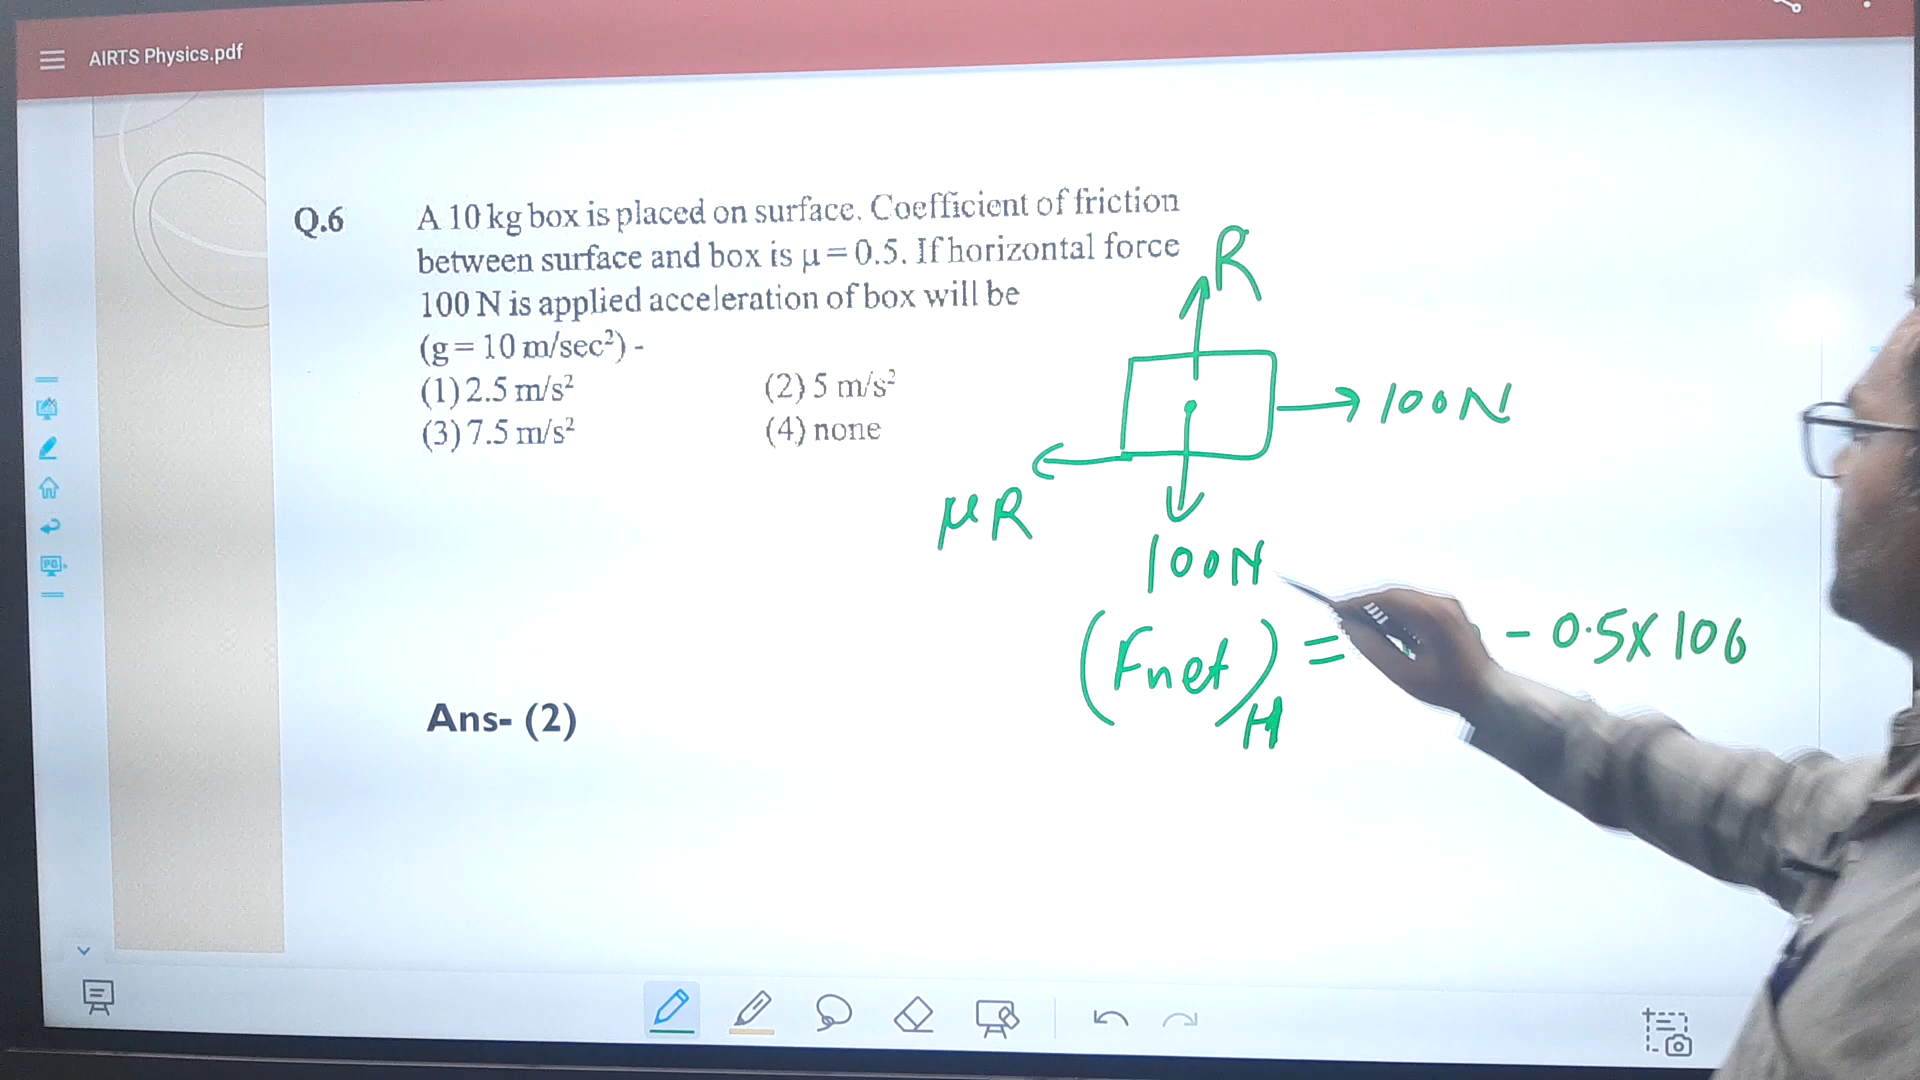 AIRTS Physics.pdf
Q.6 A 10 kg box is placed on surface. Coefficient of friction
between surface and box is μ = 0.5. If horizontal force
100 N is applied acceleration of box will be
(g = 10 m/sec²) -
(1) 2.5 m/s² (2) 5 m/s²
(3) 7.5 m/s² (4) none
R
100N
μR
100N
(Fnet)H = - 0.5X100
Ans- (2)
PG